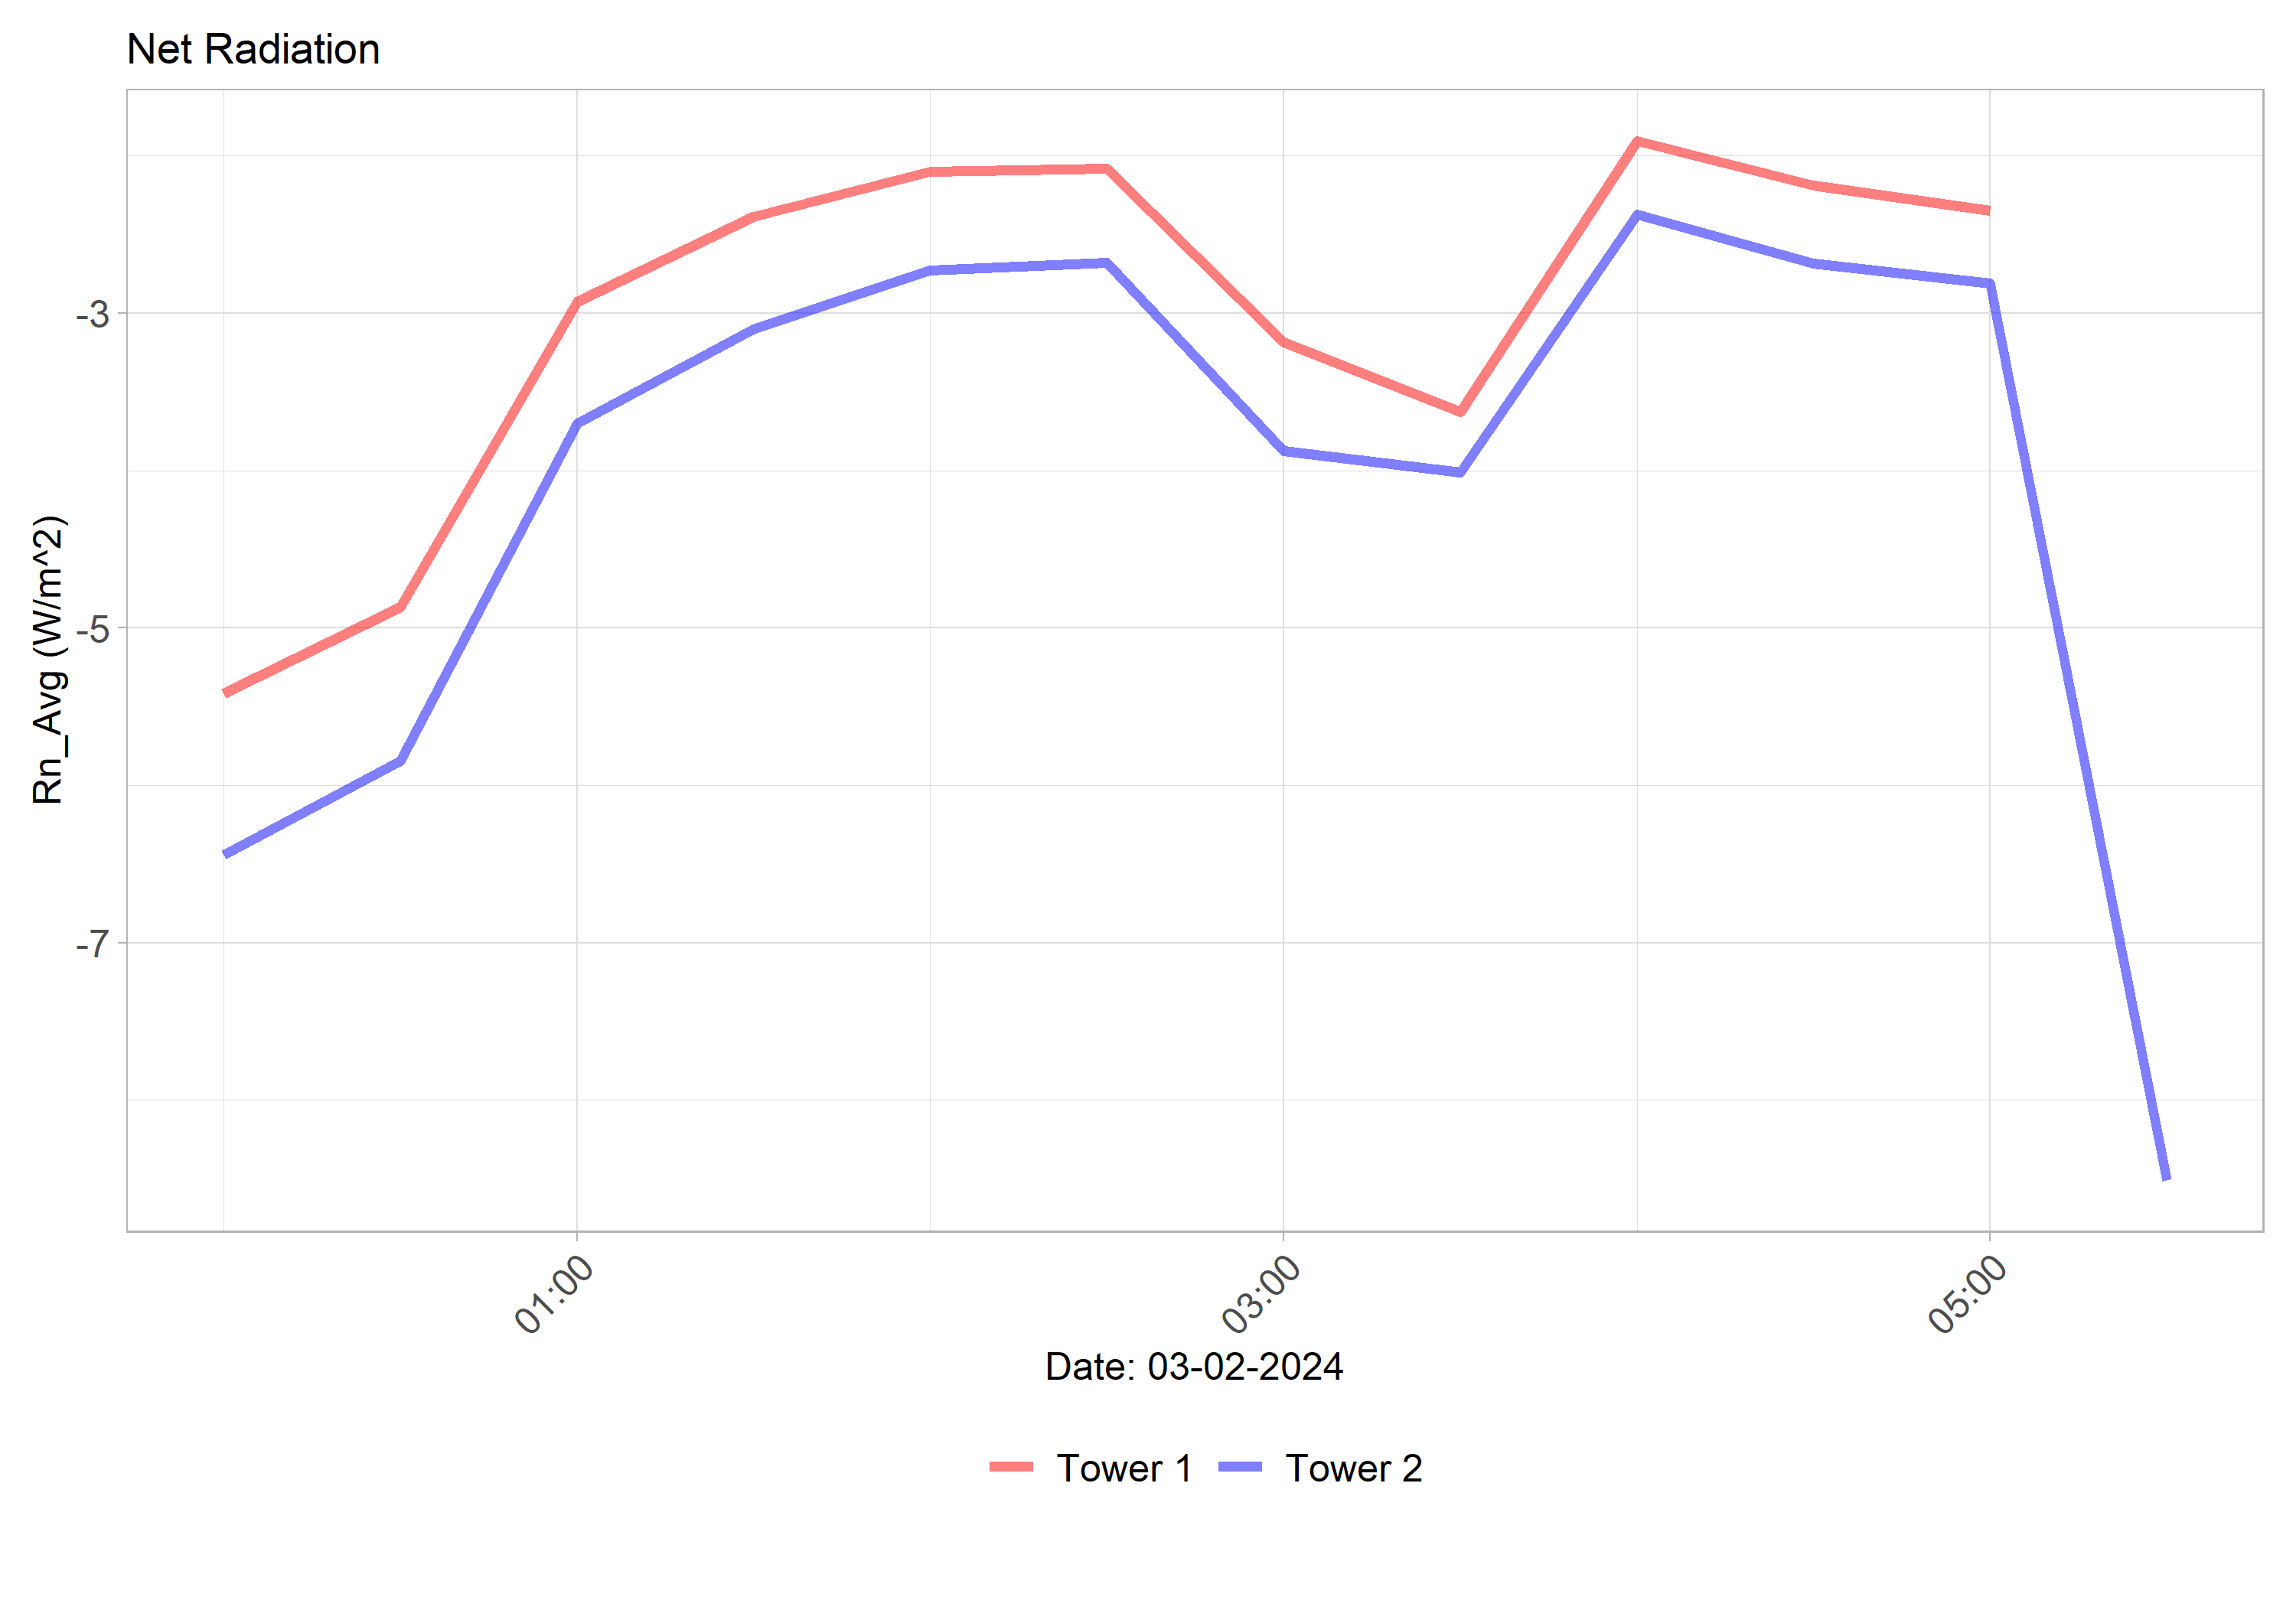 Net Radiation
Rn_Avg (W/m^2)
-3
-5
-7
01:00
03:00
05:00
Date: 03-02-2024
Tower 1
Tower 2